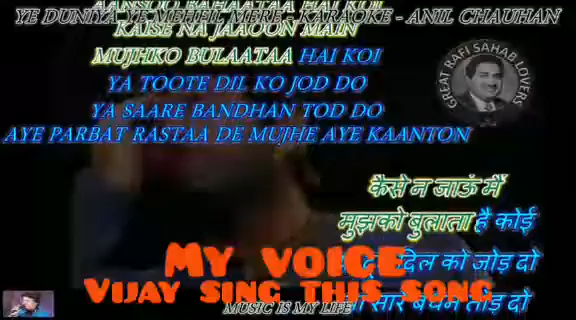 AANSOO BAHAATAA HAI KOI
YE DUNIYA YE MEHFIL MERE - KARAOKE - ANIL CHAUHAN
KAISE NA JAAOON MAIN
MUJHKO BULAATAA HAI KOI
YA TOOTE DIL KO JOD DO
YA SAARE BANDHAN TOD DO
AYE PARBAT RASTAA DE MUJHE AYE KAANTON
GREAT RAFI SAHAB LOVERS
कैसे न जाऊं मैं
मुझको बुलाता है कोई
दिल को जोड़ दो
सारे बंधन तोड़ दो
MY VOICE
VIJAY SING THIS SONG
MUSIC IS MY LIFE